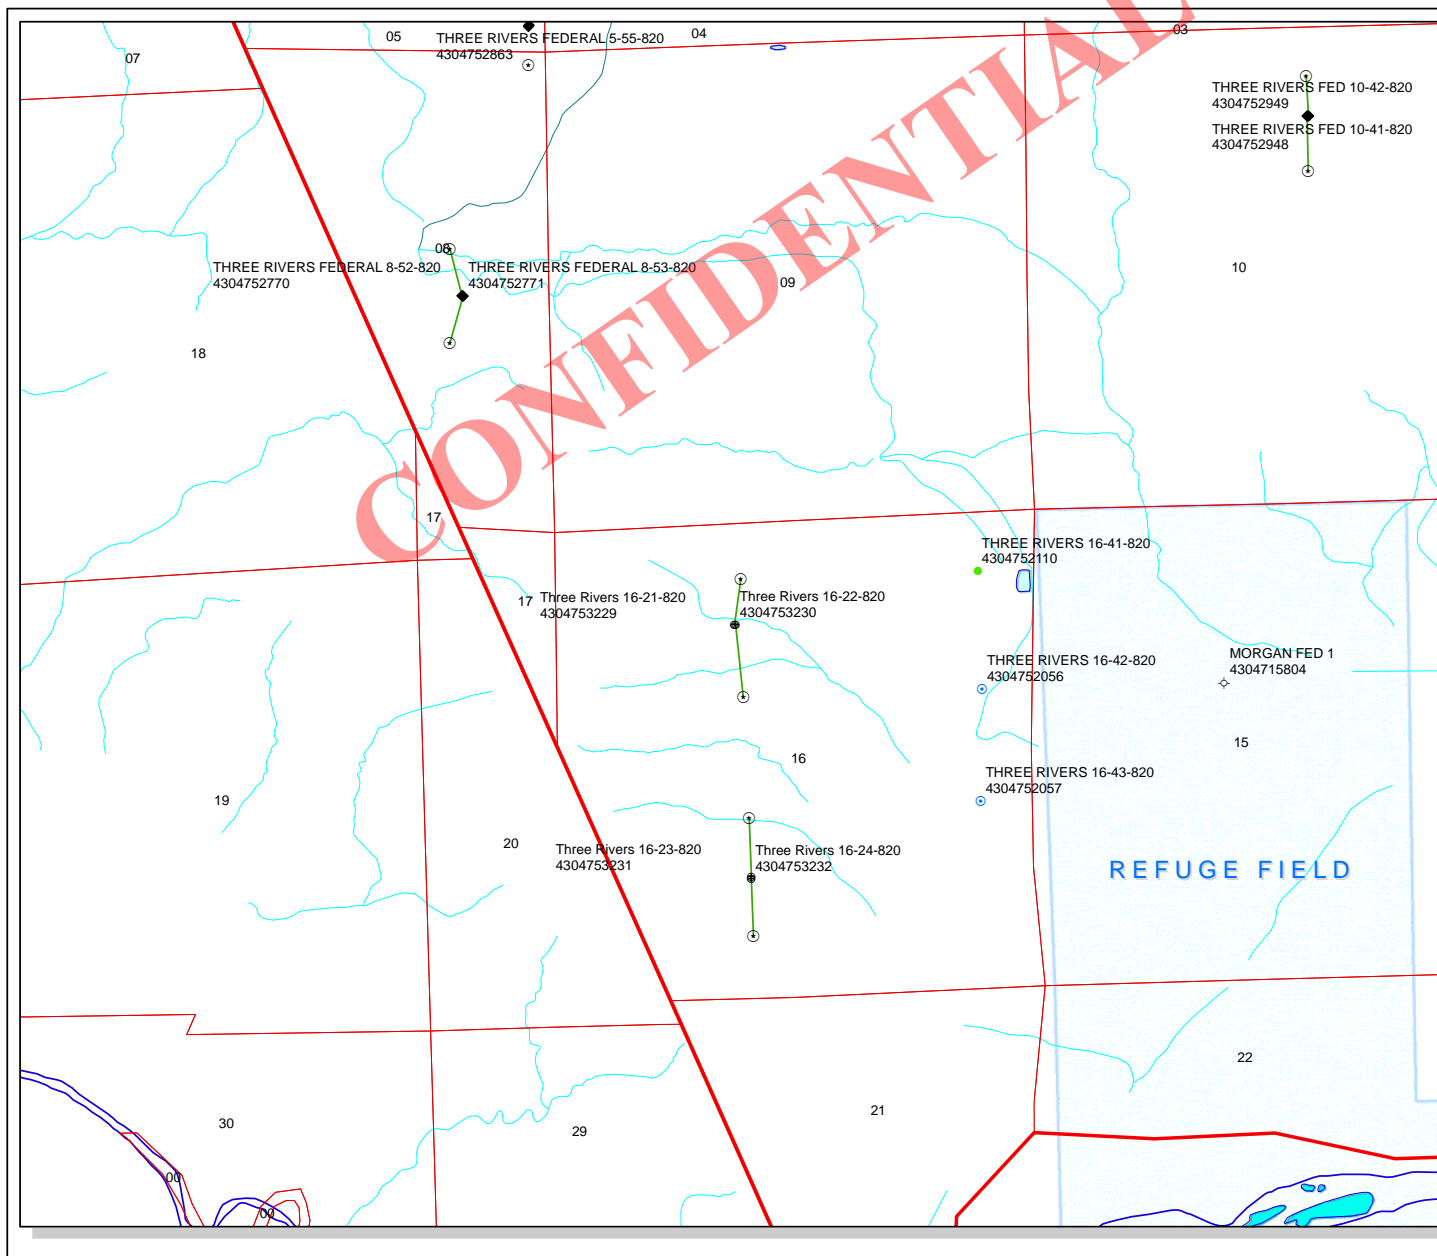 05
THREE RIVERS FEDERAL 5-55-820
4304752863
04
03
07
THREE RIVERS FED 10-42-820
4304752949
THREE RIVERS FED 10-41-820
4304752948
CONFIDENTIAL
08
THREE RIVERS FEDERAL 8-52-820
4304752770
THREE RIVERS FEDERAL 8-53-820
4304752771
09
10
18
17
THREE RIVERS 16-41-820
4304752110
17
Three Rivers 16-21-820
4304753229
Three Rivers 16-22-820
4304753230
THREE RIVERS 16-42-820
4304752056
MORGAN FED 1
4304715804
15
16
THREE RIVERS 16-43-820
4304752057
19
20
Three Rivers 16-23-820
4304753231
Three Rivers 16-24-820
4304753232
REFUGE FIELD
22
21
30
29
00
00